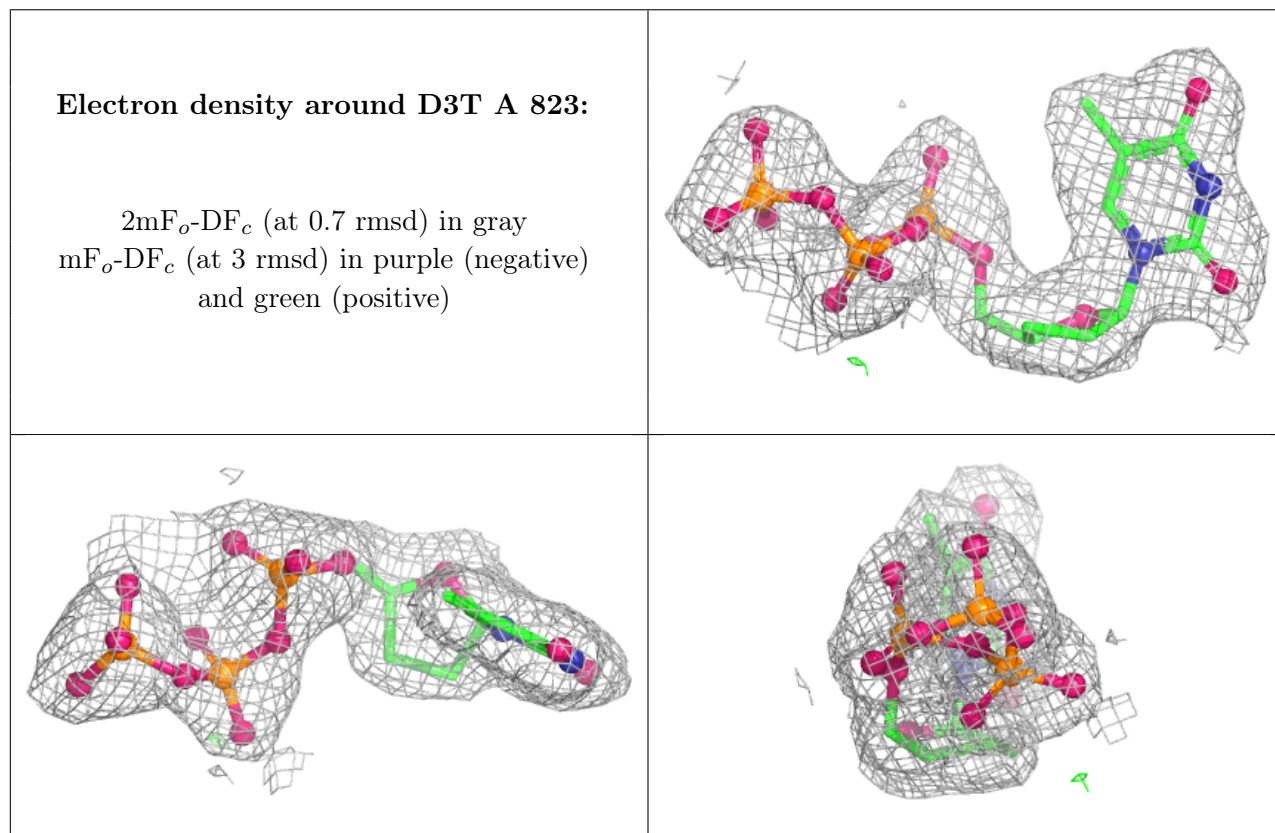 Electron density around D3T A 823:
2mFo-DFc (at 0.7 rmsd) in gray
mFo-DFc (at 3 rmsd) in purple (negative)
and green (positive)